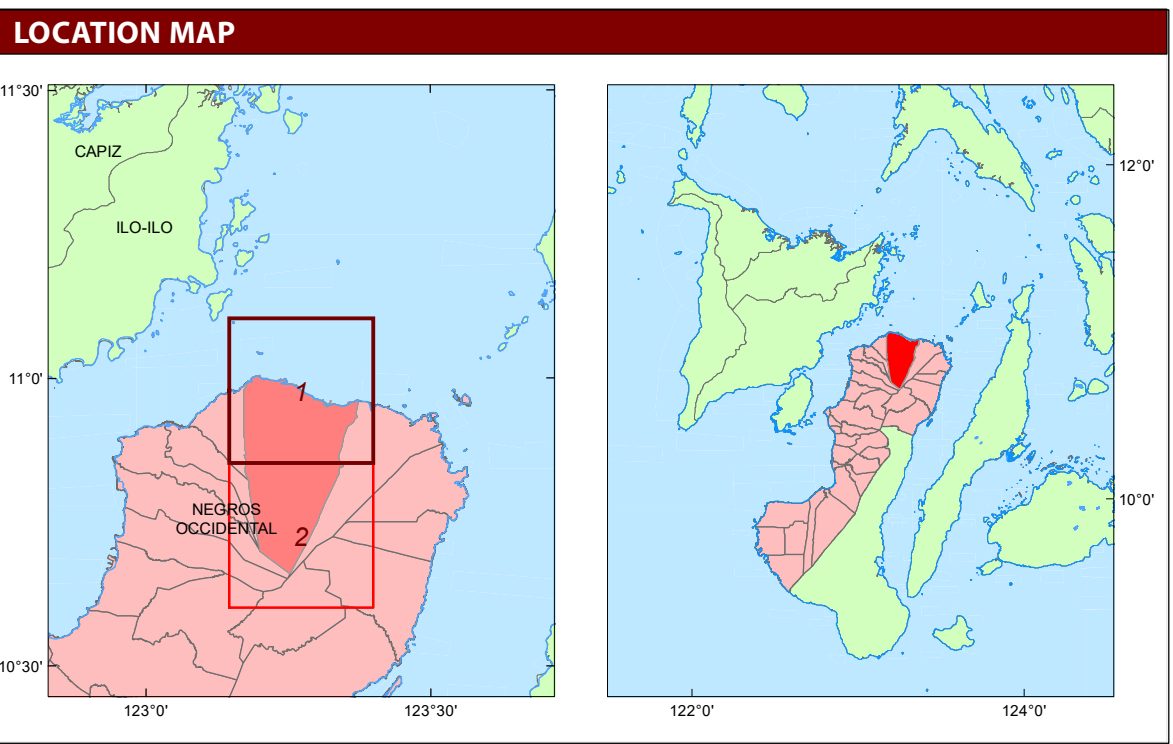 LOCATION MAP
11°30'
CAPIZ
ILO-ILO
11°0'
1
NEGROS
OCCIDENTAL
2
10°30'
123°0'
123°30'
12°0'
10°0'
122°0'
124°0'